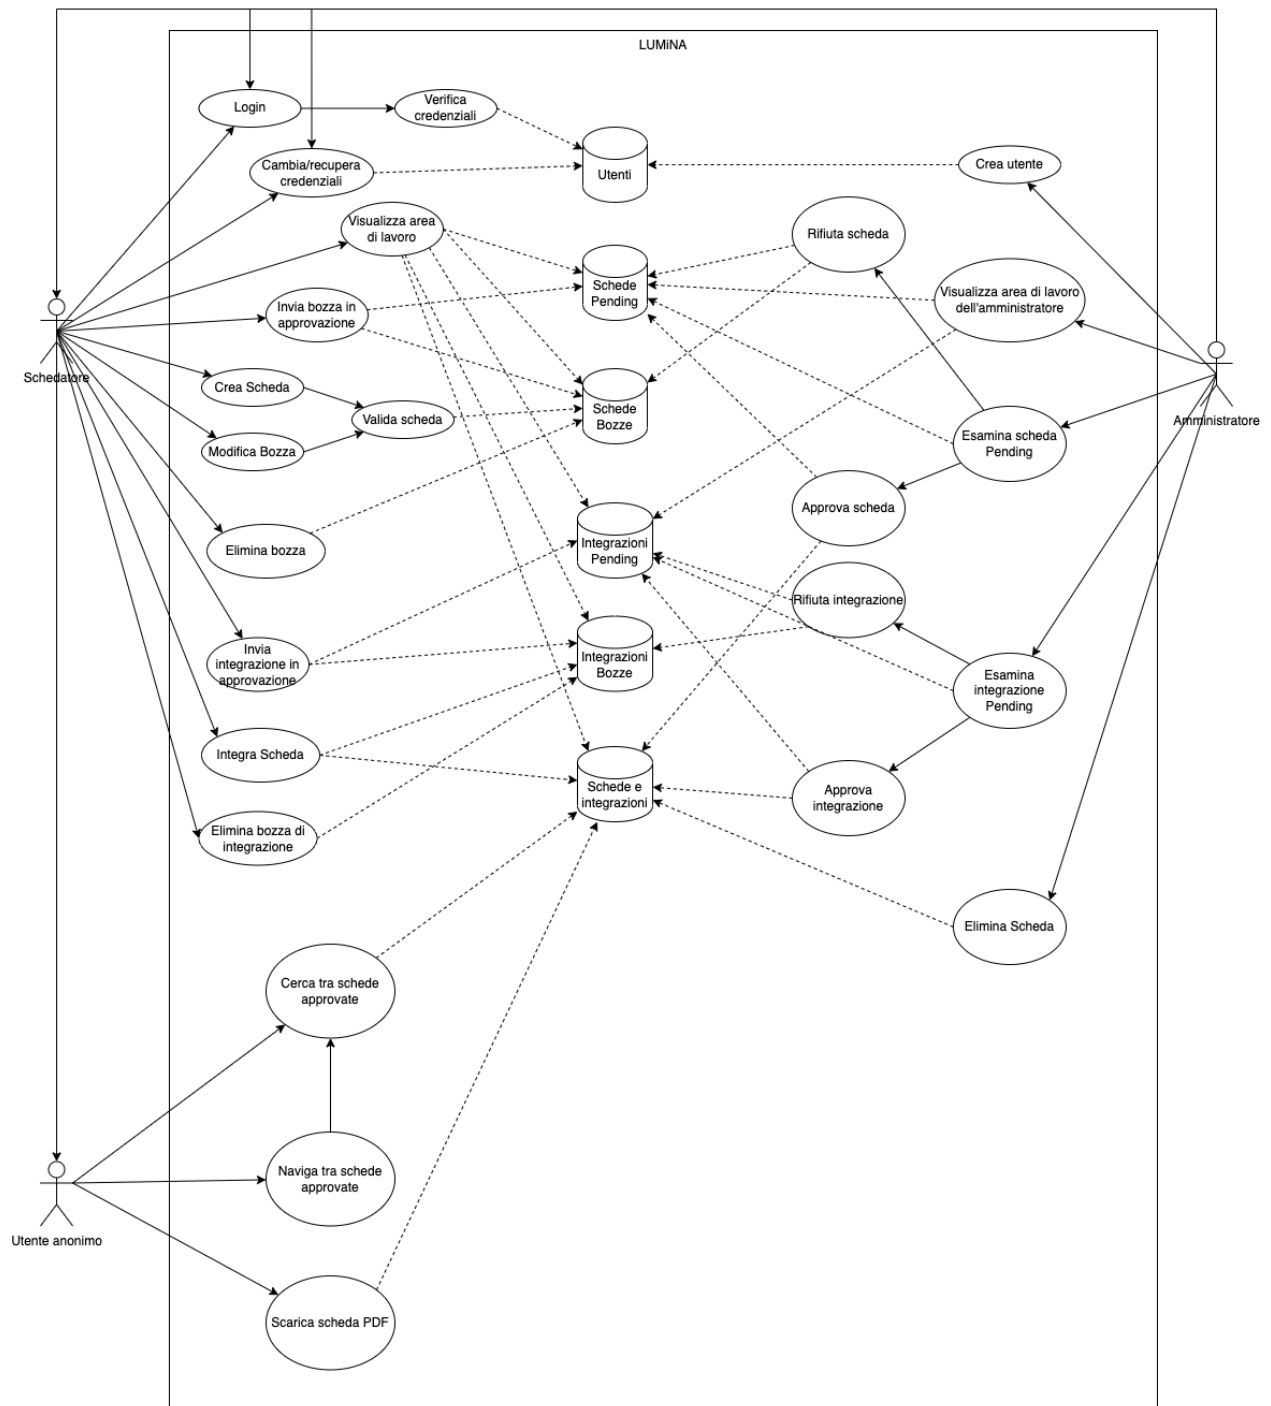 LUMiNA
Login
Verifica
credenziali
Cambia/recupera
credenziali
Utenti
Crea utente
Visualizza area
di lavoro
Rifiuta scheda
Schede
Pending
Visualizza area di lavoro
dell'amministratore
Invia bozza in
approvazione
Schedatore
Crea Scheda
Schede
Bozze
Valida scheda
Amministratore
Modifica Bozza
Esamina scheda
Pending
Approva scheda
Elimina bozza
Integrazioni
Pending
Rifiuta integrazione
Invia
integrazione in
approvazione
Integrazioni
Bozze
Esamina
integrazione
Pending
Integra Scheda
Schede e
integrazioni
Approva
integrazione
Elimina bozza di
integrazione
Elimina Scheda
Cerca tra schede
approvate
Naviga tra schede
approvate
Utente anonimo
Scarica scheda PDF